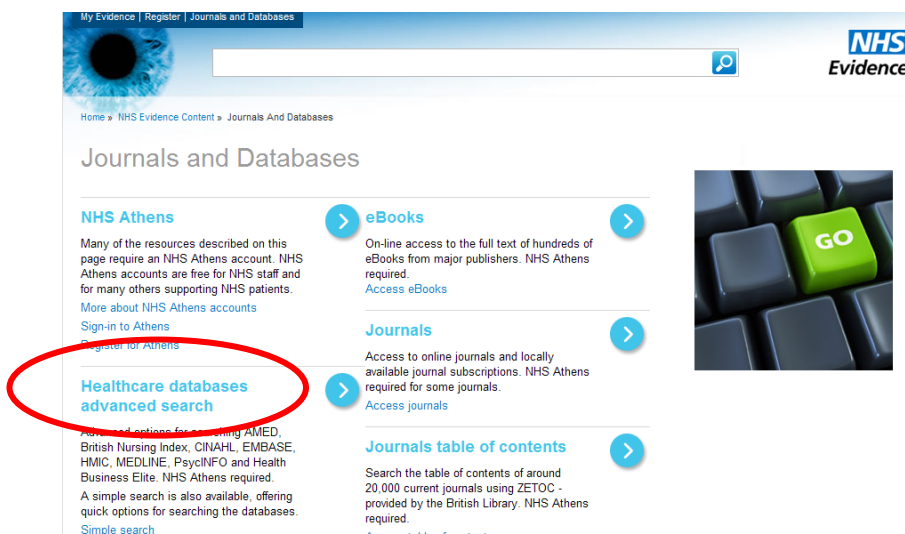 My Evidence | Register | Journals and Databases
NHS
Evidence
Home » NHS Evidence Content » Journals And Databases
Journals and Databases
NHS Athens
Many of the resources described on this
page require an NHS Athens account. NHS
Athens accounts are free for NHS staff and
for many others supporting NHS patients.
More about NHS Athens accounts
Sign-in to Athens
Register for Athens
Healthcare databases
advanced search
Advanced options for searching AMED,
British Nursing Index, CINAHL, EMBASE,
HMIC, MEDLINE, PsycINFO and Health
Business Elite. NHS Athens required.
A simple search is also available, offering
quick options for searching the databases.
Simple search
eBooks
On-line access to the full text of hundreds of
eBooks from major publishers. NHS Athens
required.
Access eBooks
Journals
Access to online journals and locally
available journal subscriptions. NHS Athens
required for some journals.
Access journals
Journals table of contents
Search the table of contents of around
20,000 current journals using ZETOC -
provided by the British Library. NHS Athens
required.
GO